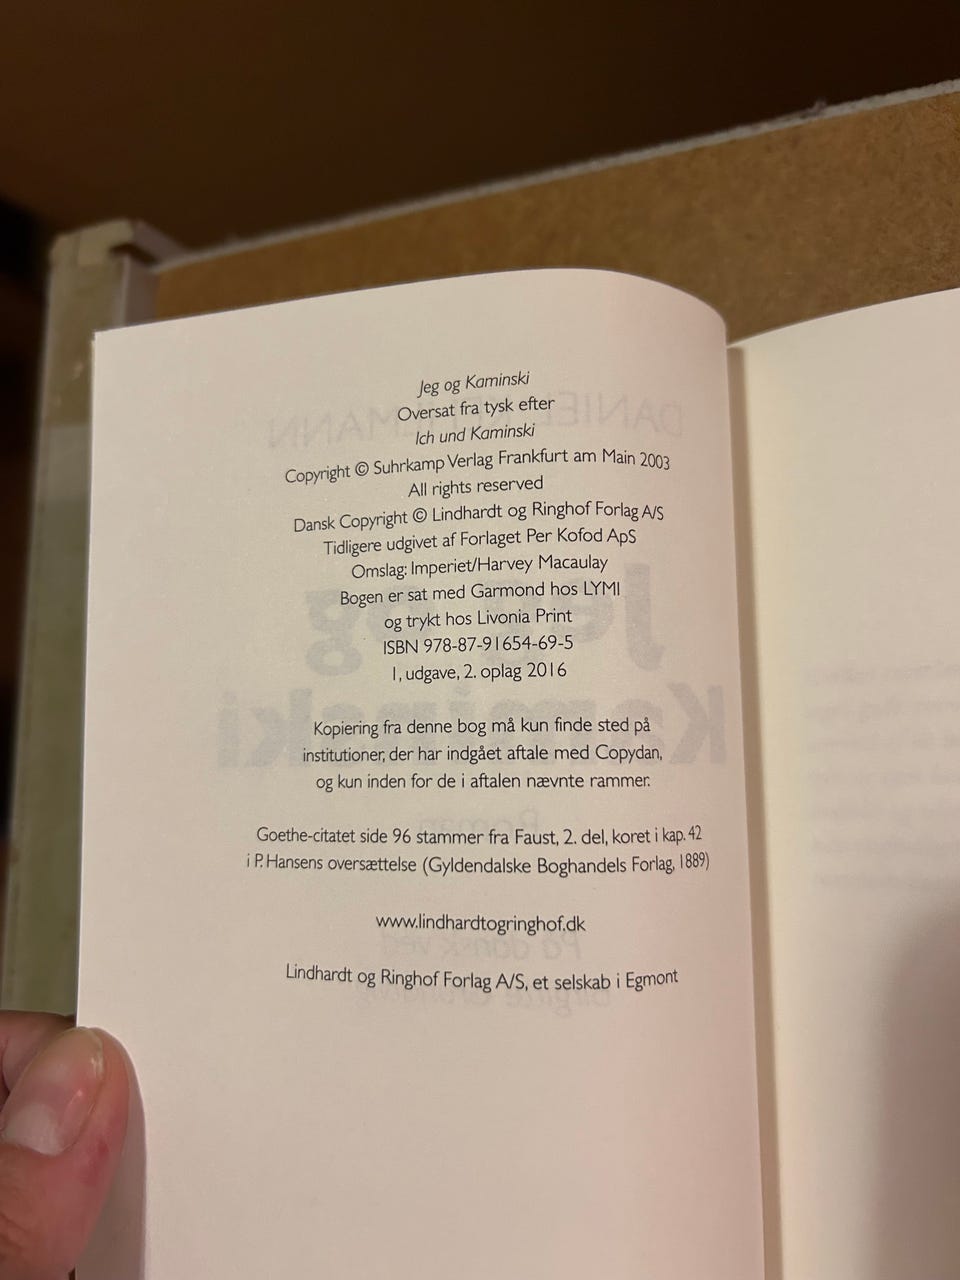 Jeg og Kaminski
Oversat fra tysk efter
Ich und Kaminski
Copyright © Suhrkamp Verlag Frankfurt am Main 2003
All rights reserved
Dansk Copyright © Lindhardt og Ringhof Forlag A/S
Tidligere udgivet af Forlaget Per Kofod ApS
Omslag: Imperiet/Harvey Macaulay
Bogen er sat med Garmond hos LYMI
og trykt hos Livonia Print
ISBN 978-87-91654-69-5
1, udgave, 2. oplag 2016
Kopiering fra denne bog må kun finde sted på
institutioner, der har indgået aftale med Copydan,
og kun inden for de i aftalen nævnte rammer.
Goethe-citatet side 96 stammer fra Faust, 2. del, koret i kap. 42
i P. Hansens oversættelse (Gyldendalske Boghandels Forlag, 1889)
www.lindhardtogringhof.dk
Lindhardt og Ringhof Forlag A/S, et selskab i Egmont